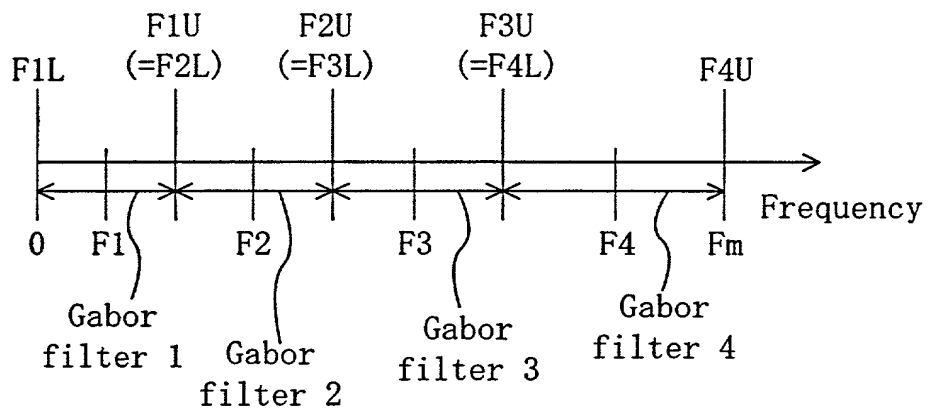 F1L
F1U
(=F2L)
F2U
(=F3L)
F3U
(=F4L)
F4U
Frequency
0
F1
F2
F3
F4
Fm
Gabor
filter 1
Gabor
filter 2
Gabor
filter 3
Gabor
filter 4